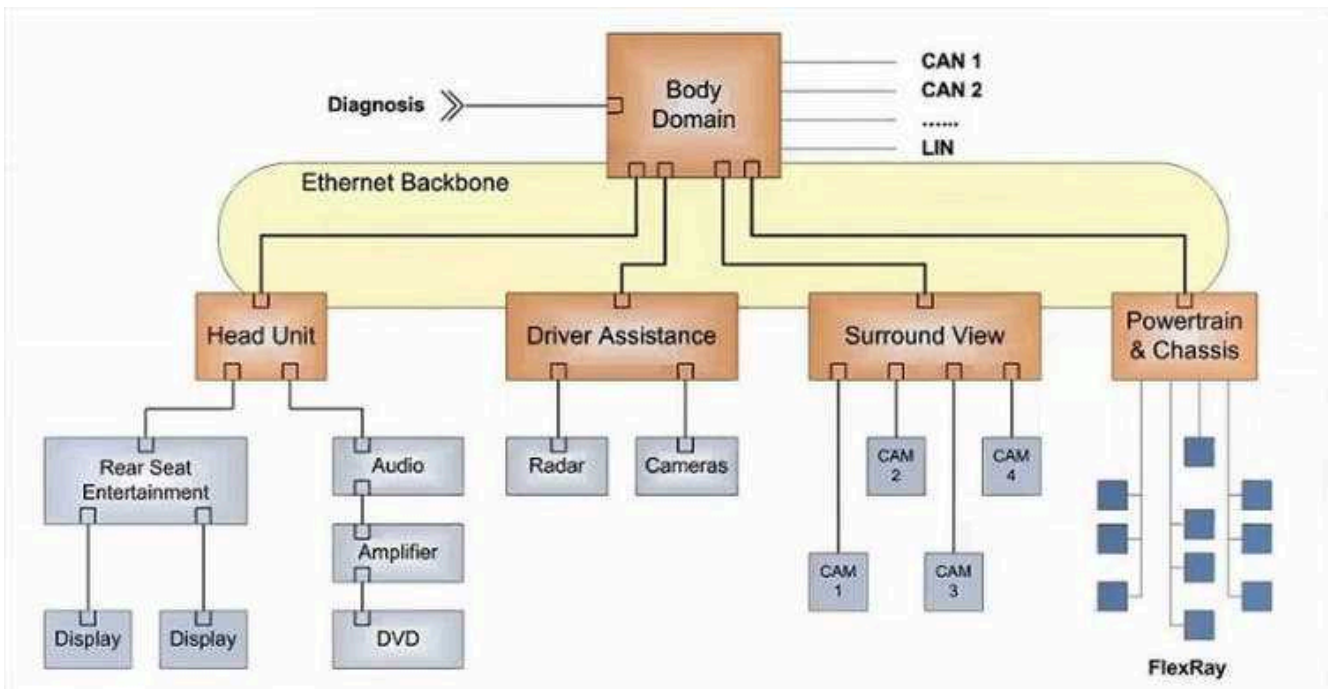 CAN 1
Body
Domain
Diagnosis
CAN 2
......
LIN
Ethernet Backbone
Head Unit
Driver Assistance
Surround View
Powertrain
& Chassis
Rear Seat
Entertainment
Audio
Radar
Cameras
CAM
2
CAM
4
Amplifier
CAM
1
CAM
3
Display
Display
DVD
FlexRay